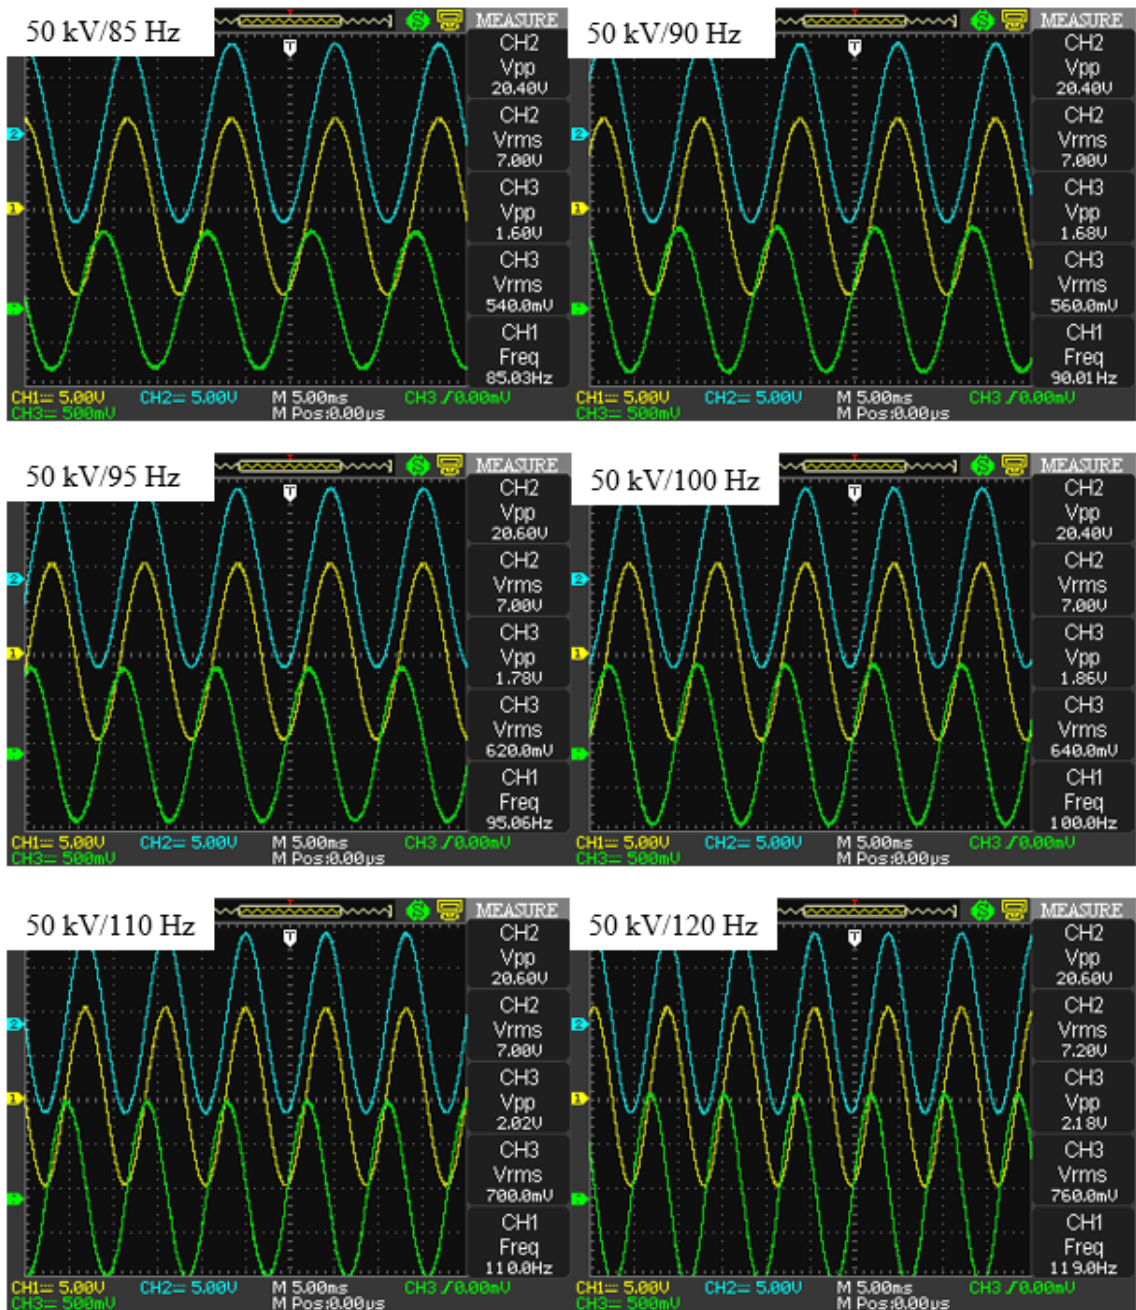 50 kV/85 Hz
MEASURE
CH2
Vpp
20.40V
CH2
Vrms
7.00V
CH3
Vpp
1.60V
CH3
Vrms
540.0mV
CH1
Freq
85.03Hz
T
2
1
CH1 5.00V CH2 5.00V M 5.00ms CH3 0.00mV
CH3 500mV M Pos:0.00µs
50 kV/90 Hz
MEASURE
CH2
Vpp
20.40V
CH2
Vrms
7.00V
CH3
Vpp
1.68V
CH3
Vrms
560.0mV
CH1
Freq
90.01Hz
T
2
1
CH1 5.00V CH2 5.00V M 5.00ms CH3 0.00mV
CH3 500mV M Pos:0.00µs
50 kV/95 Hz
MEASURE
CH2
Vpp
20.60V
CH2
Vrms
7.00V
CH3
Vpp
1.78V
CH3
Vrms
620.0mV
CH1
Freq
95.06Hz
T
2
1
CH1 5.00V CH2 5.00V M 5.00ms CH3 0.00mV
CH3 500mV M Pos:0.00µs
50 kV/100 Hz
MEASURE
CH2
Vpp
20.40V
CH2
Vrms
7.00V
CH3
Vpp
1.86V
CH3
Vrms
640.0mV
CH1
Freq
100.0Hz
T
2
1
CH1 5.00V CH2 5.00V M 5.00ms CH3 0.00mV
CH3 500mV M Pos:0.00µs
50 kV/110 Hz
MEASURE
CH2
Vpp
20.60V
CH2
Vrms
7.00V
CH3
Vpp
2.02V
CH3
Vrms
700.0mV
CH1
Freq
110.0Hz
T
2
1
CH1 5.00V CH2 5.00V M 5.00ms CH3 0.00mV
CH3 500mV M Pos:0.00µs
50 kV/120 Hz
MEASURE
CH2
Vpp
20.60V
CH2
Vrms
7.20V
CH3
Vpp
2.18V
CH3
Vrms
760.0mV
CH1
Freq
119.0Hz
T
2
1
CH1 5.00V CH2 5.00V M 5.00ms CH3 0.00mV
CH3 500mV M Pos:0.00µs